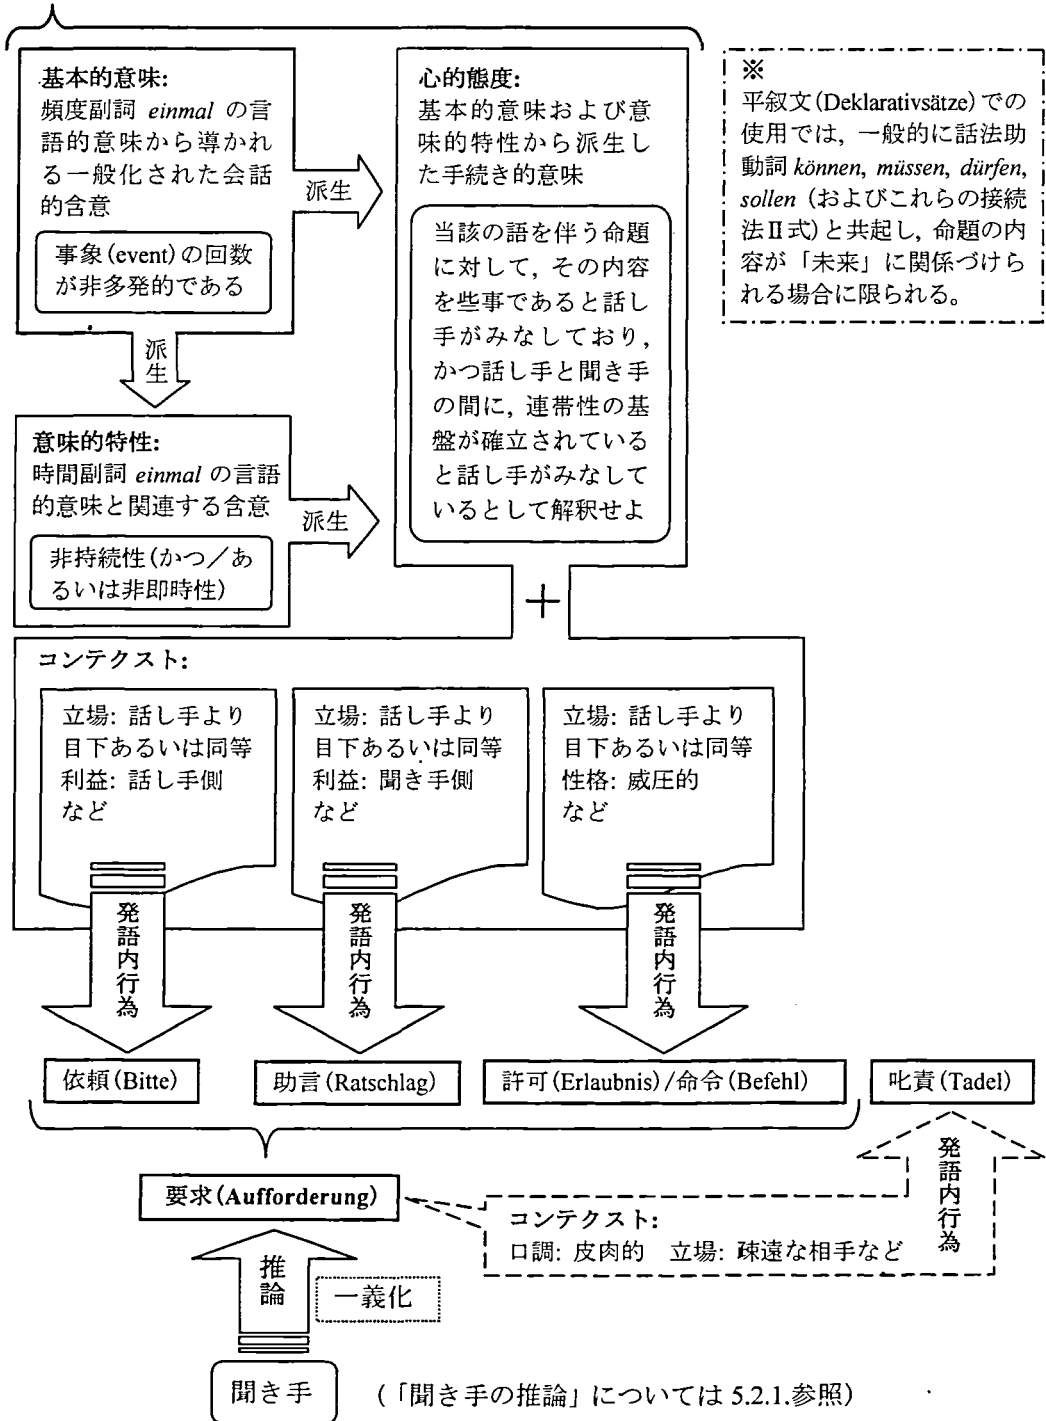 基本的意味:
頻度副詞 einmal の言
語的意味から導かれ
る一般化された会話
的含意
事象(event)の回数
が非多発的である
派生
派生
意味的特性:
時間副詞 einmal の言語
的意味と関連する含意
非持続性(かつ/あ
るいは非即時性)
派生
心的態度:
基本的意味および意
味的特性から派生し
た手続き的意味
当該の語を伴う命題
に対して, その内容
を些事であると話し
手がみなしており,
かつ話し手と聞き手
の間に, 連帯性の基
盤が確立されている
と話し手がみなして
いるとして解釈せよ
※
平叙文(Deklarativsätze)での
使用では, 一般的に話法助
動詞 können, müssen, dürfen,
sollen (およびこれらの接続
法Ⅱ式)と共起し, 命題の内
容が「未来」に関係づけら
れる場合に限られる。
+
コンテクスト:
立場: 話し手より
目下あるいは同等
利益: 話し手側
など
立場: 話し手より
目下あるいは同等
利益: 聞き手側
など
立場: 話し手より
目下あるいは同等
性格: 威圧的
など
発語内行為
発語内行為
発語内行為
依頼(Bitte)
助言(Ratschlag)
許可(Erlaubnis)/命令(Befehl)
叱責(Tadel)
要求(Aufforderung)
コンテクスト:
口調: 皮肉的 立場: 疎遠な相手など
発語内行為
推論
一義化
聞き手
(「聞き手の推論」については 5.2.1.参照)